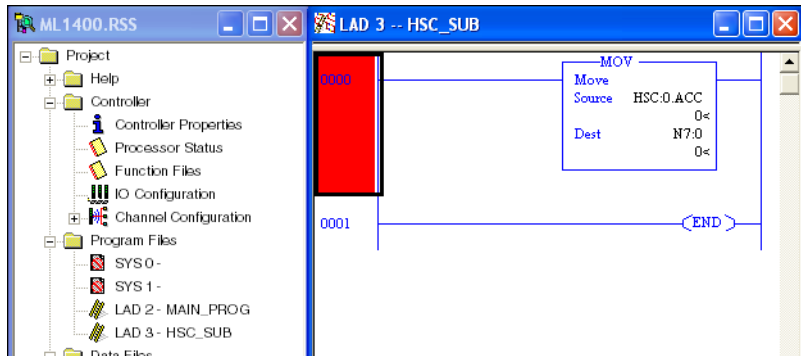 ML1400.RSS
Project
Help
Controller
Controller Properties
Processor Status
Function Files
IO Configuration
Channel Configuration
Program Files
SYS 0 -
SYS 1 -
LAD 2 - MAIN_PROG
LAD 3 - HSC_SUB
Data Files
LAD 3 -- HSC_SUB
0000
MOV
Move
Source HSC:0.ACC
0<
Dest N7:0
0<
0001
END